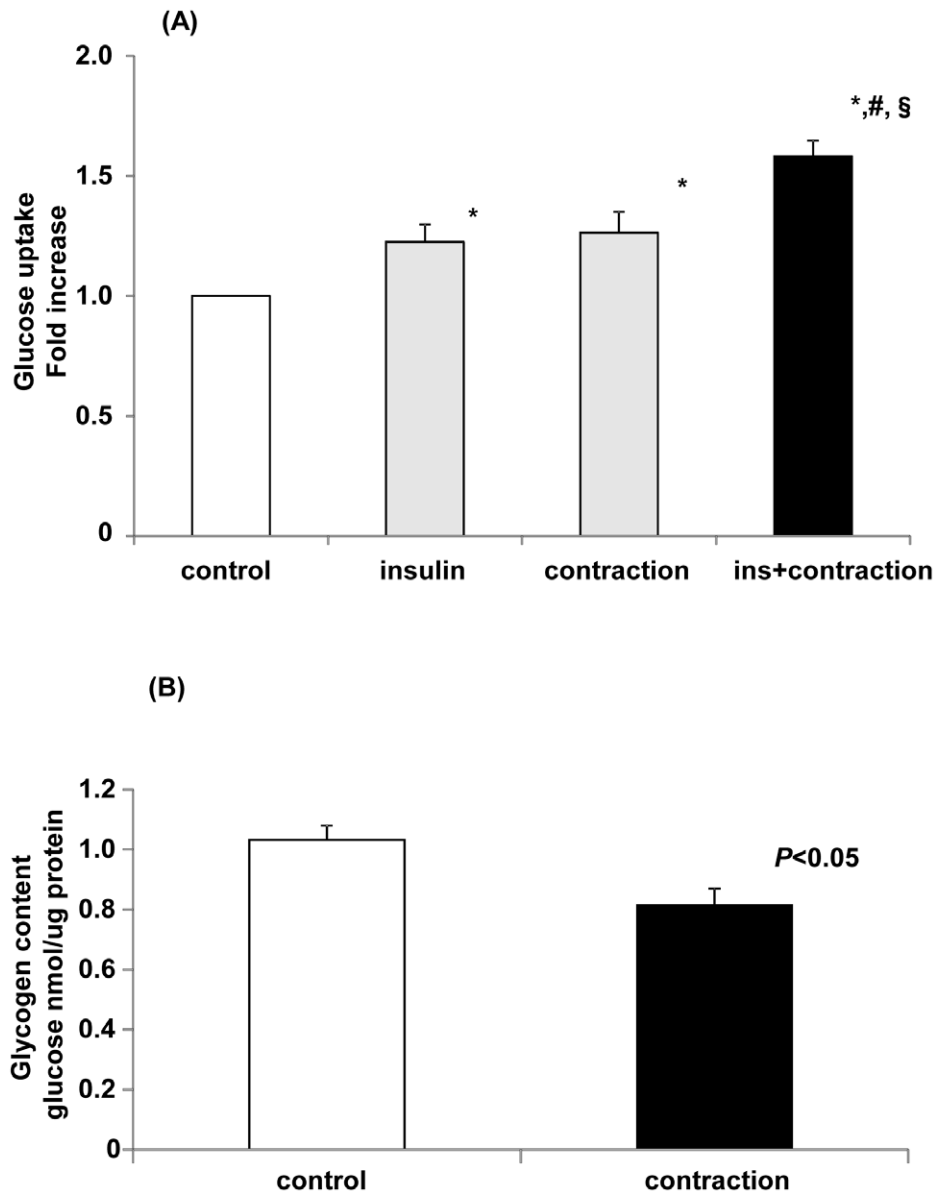 (A)
2.0
1.5
1.0
0.5
0
Glucose uptake
Fold increase
*
*
*,#, §
control
insulin
contraction
ins+contraction
(B)
1.2
1.0
0.8
0.6
0.4
0.2
0
Glycogen content
glucose nmol/ug protein
P<0.05
control
contraction